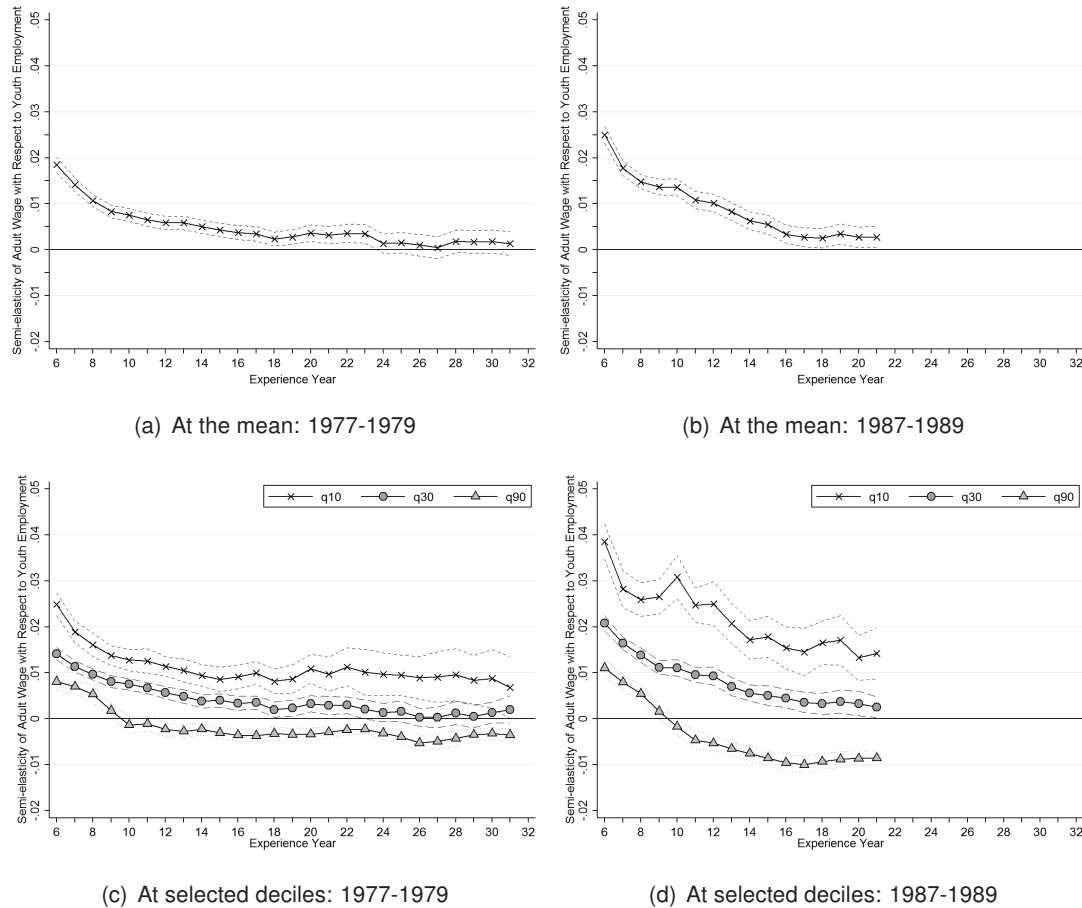 Semi-elasticity of Adult Wage with Respect to Youth Employment
.05
.04
.03
.02
.01
0
-.01
-.02
6 8 10 12 14 16 18 20 22 24 26 28 30 32
Experience Year
(a) At the mean: 1977-1979
Semi-elasticity of Adult Wage with Respect to Youth Employment
.05
.04
.03
.02
.01
0
-.01
-.02
6 8 10 12 14 16 18 20 22 24 26 28 30 32
Experience Year
(b) At the mean: 1987-1989
Semi-elasticity of Adult Wage with Respect to Youth Employment
.05
.04
.03
.02
.01
0
-.01
-.02
q10 q30 q90
6 8 10 12 14 16 18 20 22 24 26 28 30 32
Experience Year
(c) At selected deciles: 1977-1979
Semi-elasticity of Adult Wage with Respect to Youth Employment
.05
.04
.03
.02
.01
0
-.01
-.02
q10 q30 q90
6 8 10 12 14 16 18 20 22 24 26 28 30 32
Experience Year
(d) At selected deciles: 1987-1989